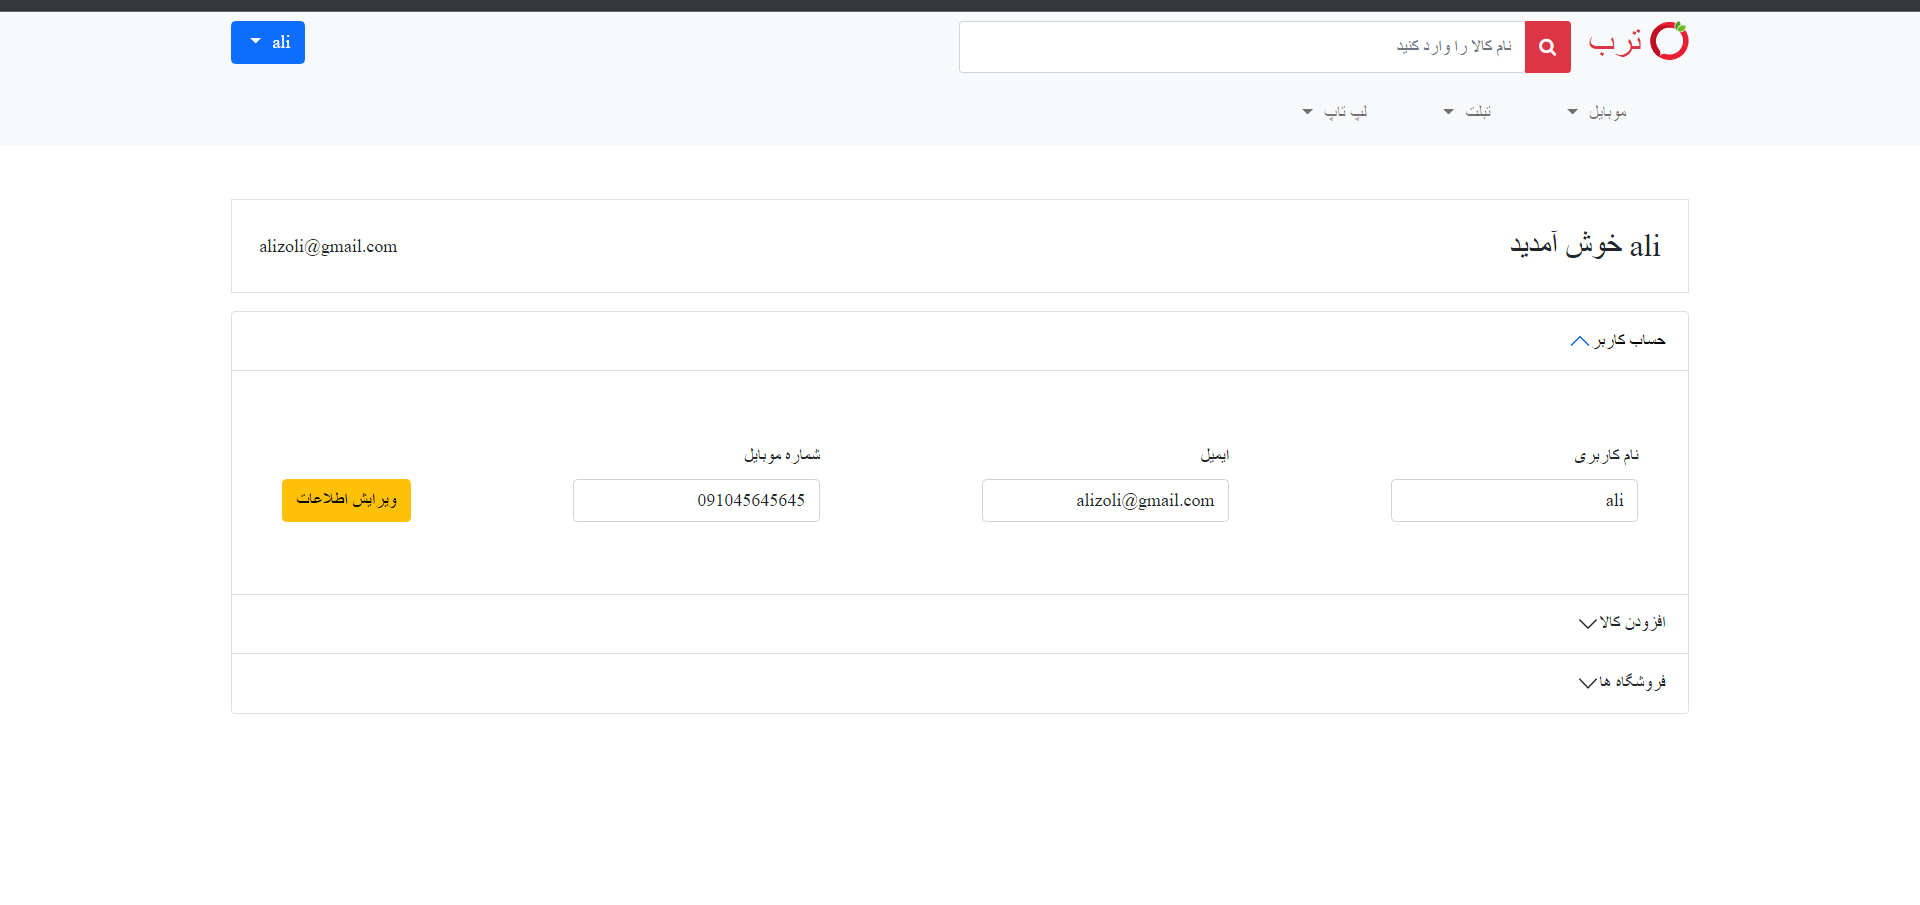 ترب
نام کالا را وارد کنید
ali
موبایل
تبلت
لپ تاپ
ali خوش آمدید
alizoli@gmail.com
حساب کاربر
نام کاربری
ali
ایمیل
alizoli@gmail.com
شماره موبایل
091045645645
ویرایش اطلاعات
افزودن کالا
فروشگاه ها